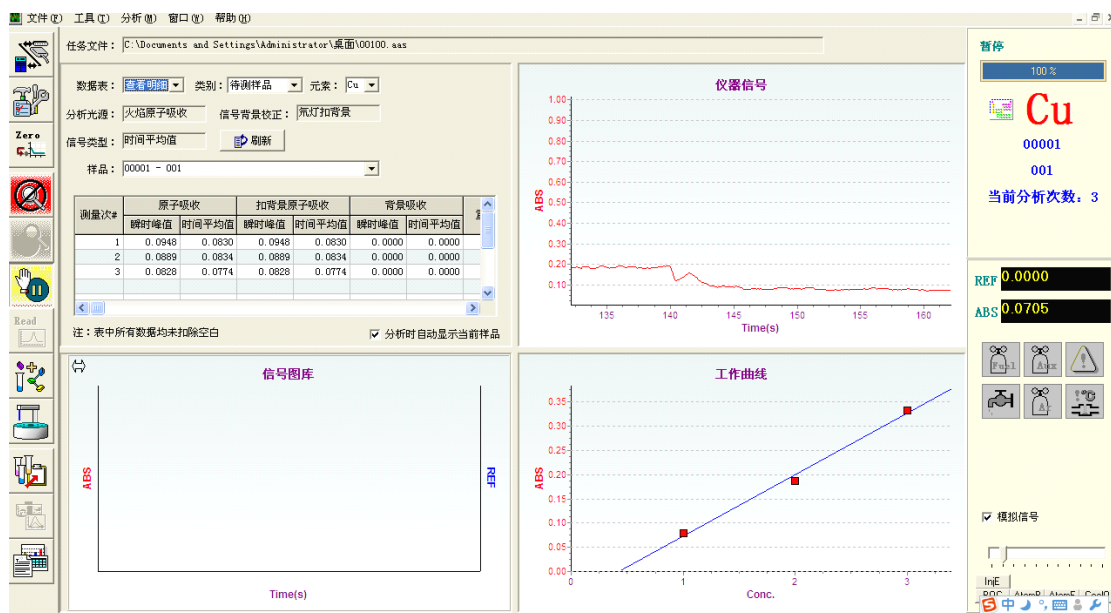 文件(F) 工具(T) 分析(M) 窗口(W) 帮助(H)
任务文件： C:\Documents and Settings\Administrator\桌面\00100.aas
数据表： 查看明细 类别： 待测样品 元素： Cu
分析光源： 火焰原子吸收 信号背景校正： 氘灯扣背景
信号类型： 时间平均值 刷新
样品： 00001 - 001
测量次# 原子吸收 扣背景原子吸收 背景吸收
瞬时峰值 时间平均值 瞬时峰值 时间平均值 瞬时峰值 时间平均值
1 0.0948 0.0830 0.0948 0.0830 0.0000 0.0000
2 0.0889 0.0834 0.0889 0.0834 0.0000 0.0000
3 0.0828 0.0774 0.0828 0.0774 0.0000 0.0000
注：表中所有数据均未扣除空白 分析时自动显示当前样品
Zero
Read
仪器信号
ABS
1.00
0.90
0.80
0.70
0.60
0.50
0.40
0.30
0.20
0.10
135 140 145 150 155 160
Time(s)
信号图库
ABS
REF
Time(s)
工作曲线
ABS
0.35
0.30
0.25
0.20
0.15
0.10
0.05
0.00
0 1 2 3
Conc.
暂停
100 %
Cu
00001
001
当前分析次数：3
REF 0.0000
ABS 0.0705
Fuel Aux
Ar °C
模拟信号
InjE
中